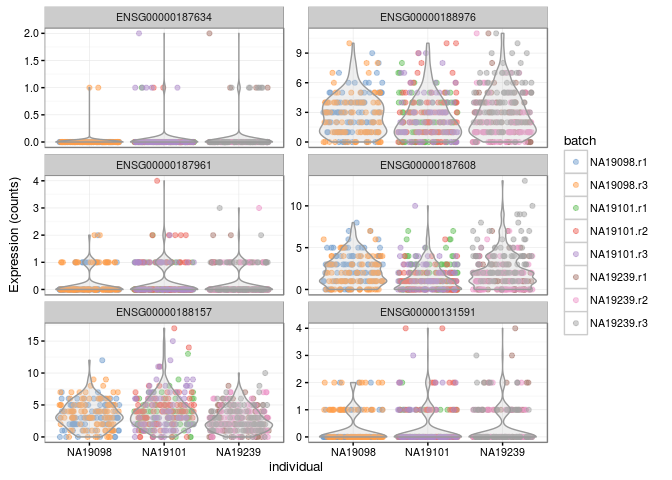 ENSG00000187634
ENSG00000188976
2.0
1.5
1.0
0.5
0.0
9
6
3
0
ENSG00000187961
ENSG00000187608
4
3
2
1
0
10
5
0
ENSG00000188157
ENSG00000131591
15
10
5
0
4
3
2
1
0
NA19098
NA19101
NA19239
NA19098
NA19101
NA19239
individual
Expression (counts)
batch
NA19098.r1
NA19098.r3
NA19101.r1
NA19101.r2
NA19101.r3
NA19239.r1
NA19239.r2
NA19239.r3